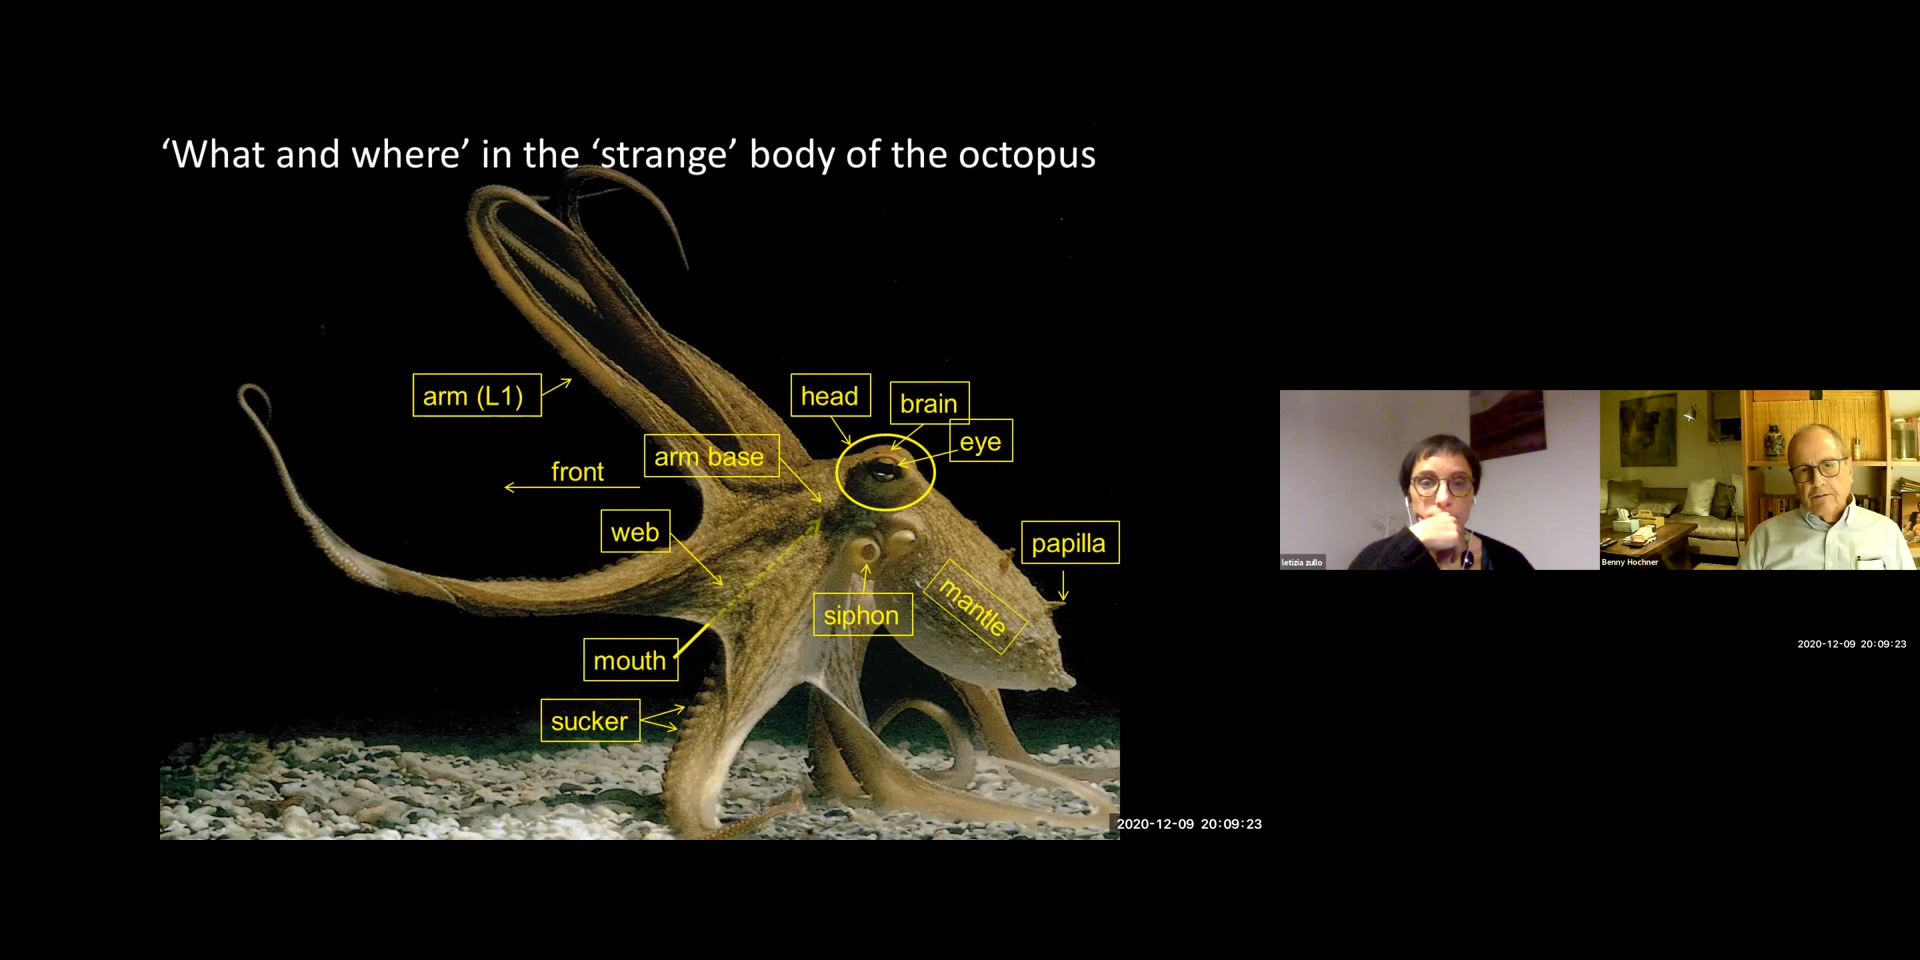 ‘What and where’ in the ‘strange’ body of the octopus
arm (L1)
head
brain
eye
arm base
front
web
papilla
mantle
siphon
mouth
sucker
2020-12-09 20:09:23
letizia zullo
Benny Hochner
2020-12-09 20:09:23